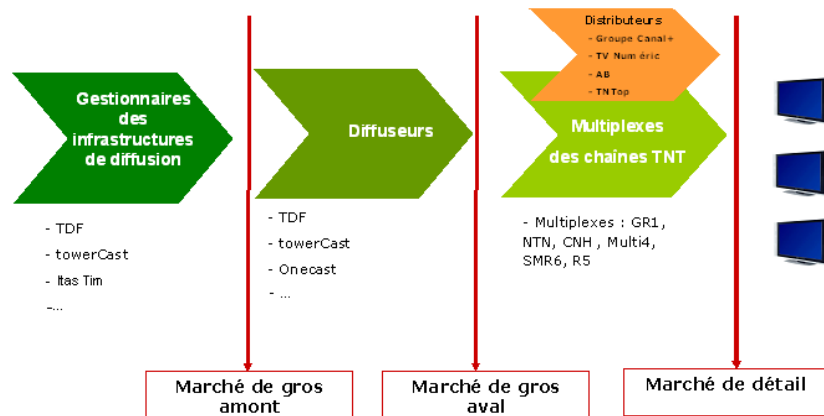 Distributeurs
- Groupe Canal+
- TV Numéric
- AB
- TNTop
Gestionnaires
des
infrastructures
de diffusion
Diffuseurs
Multiplexes
des chaînes TNT
- TDF
- towerCast
- Itas Tim
-...
- TDF
- towerCast
- Onecast
- ...
- Multiplexes : GR1,
NTN, CNH , Multi4,
SMR6, R5
Marché de gros
amont
Marché de gros
aval
Marché de détail